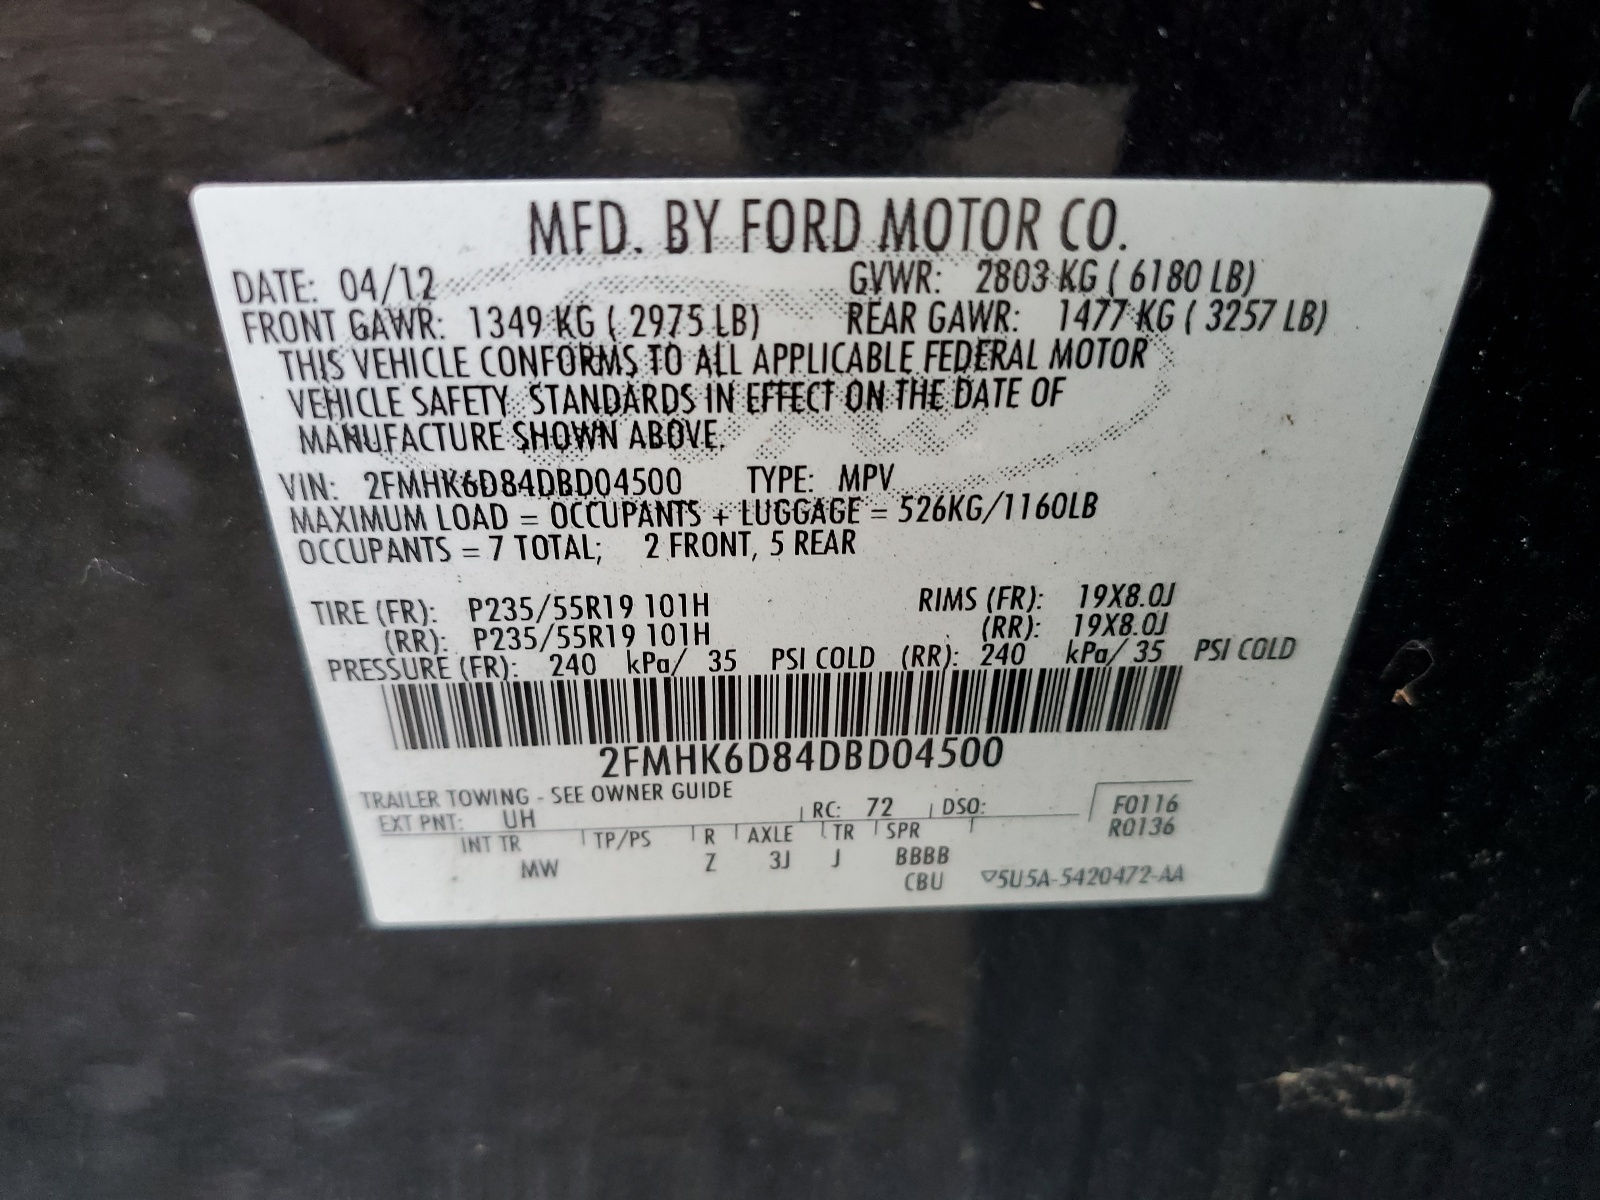 MFD. BY FORD MOTOR CO.
DATE: 04/12 GVWR: 2803 KG ( 6180 LB)
FRONT GAWR: 1349 KG ( 2975 LB) REAR GAWR: 1477 KG ( 3257 LB)
THIS VEHICLE CONFORMS TO ALL APPLICABLE FEDERAL MOTOR
VEHICLE SAFETY STANDARDS IN EFFECT ON THE DATE OF
MANUFACTURE SHOWN ABOVE.
VIN: 2FMHK6D84DBD04500 TYPE: MPV
MAXIMUM LOAD = OCCUPANTS + LUGGAGE = 526KG/1160LB
OCCUPANTS = 7 TOTAL; 2 FRONT, 5 REAR
TIRE (FR): P235/55R19 101H RIMS (FR): 19X8.0J
(RR): P235/55R19 101H (RR): 19X8.0J
PRESSURE (FR): 240 kPa/ 35 PSI COLD (RR): 240 kPa/ 35 PSI COLD
2FMHK6D84DBD04500
TRAILER TOWING - SEE OWNER GUIDE
EXT PNT: UH RC: 72 DSO: F0116
R0136
INT TR TP/PS R AXLE TR SPR
MW Z 3J J BBBB
CBU ▽5U5A-5420472-AA